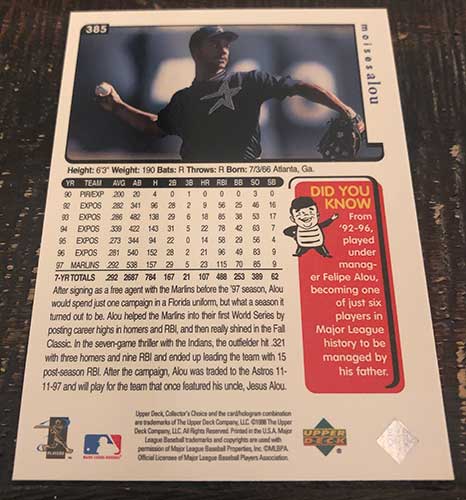 385
moises alou
Height: 6'3" Weight: 190 Bats: R Throws: R Born: 7/3/66 Atlanta, Ga.
YR TEAM AVG AB H 2B 3B HR RBI BB SO SB
90 PIR/EXP .200 20 4 0 1 0 0 0 3 0
92 EXPOS .282 341 96 28 2 9 56 25 46 16
93 EXPOS .286 482 138 29 6 18 85 38 53 17
94 EXPOS .339 422 143 31 5 22 78 42 63 7
95 EXPOS .273 344 94 22 0 14 58 29 56 4
96 EXPOS .281 540 152 28 2 21 96 49 83 9
97 MARLINS .292 538 157 29 5 23 115 70 85 9
7-YR TOTALS .292 2687 784 167 21 107 488 253 389 62
After signing as a free agent with the Marlins before the '97 season, Alou
would spend just one campaign in a Florida uniform, but what a season it
turned out to be. Alou helped the Marlins into their first World Series by
posting career highs in homers and RBI, and then really shined in the Fall
Classic. In the seven-game thriller with the Indians, the outfielder hit .321
with three homers and nine RBI and ended up leading the team with 15
post-season RBI. After the campaign, Alou was traded to the Astros 11-
11-97 and will play for the team that once featured his uncle, Jesus Alou.
DID YOU
KNOW
From
'92-96,
played
under
manag-
er Felipe Alou,
becoming one
of just six
players in
Major League
history to be
managed by
his father.
Upper Deck, Collector's Choice and the card/hologram combination
are trademarks of The Upper Deck Company, LLC. ©1998 The Upper
Deck Company, LLC. All Rights Reserved. Printed in the U.S.A. Major
League Baseball trademarks and copyrights are used with
permission of Major League Baseball Properties, Inc. ©MLBPA.
Official Licensee of Major League Baseball Players Association.
PLAYERS
UPPER
DECK